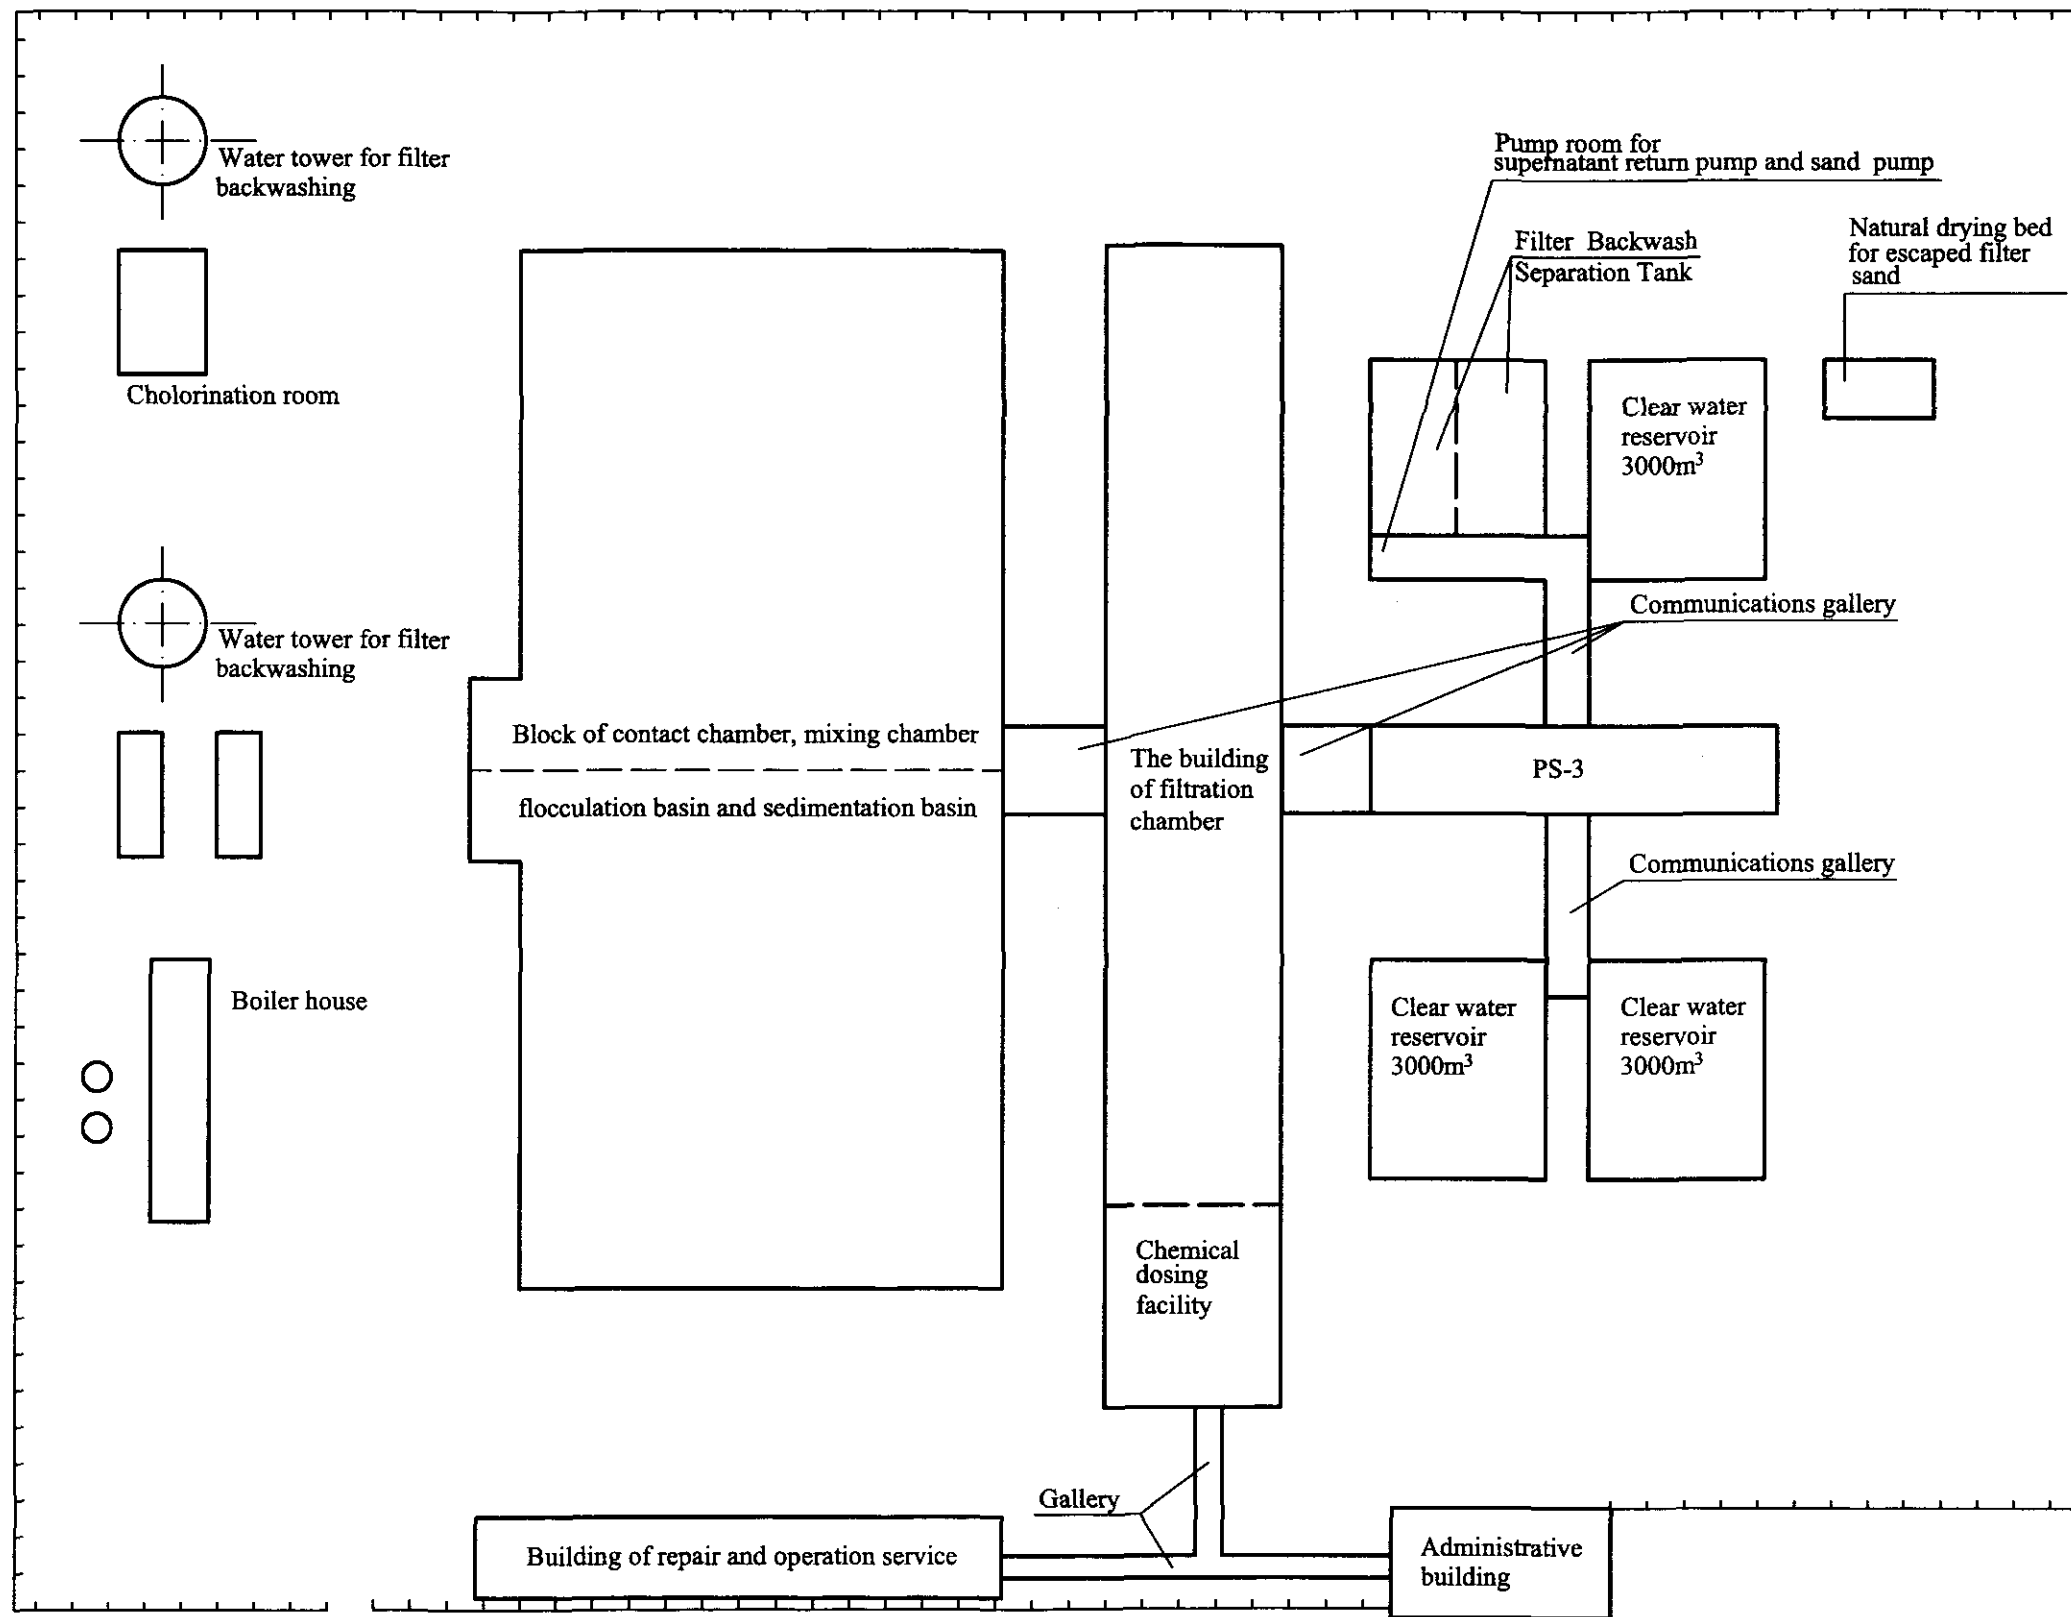 Water tower for filter
backwashing
Pump room for
supernatant return pump and sand pump
Natural drying bed
for escaped filter
sand
Filter Backwash
Separation Tank
Cholorination room
Clear water
reservoir
3000m³
Communications gallery
Water tower for filter
backwashing
Block of contact chamber, mixing chamber
flocculation basin and sedimentation basin
The building
of filtration
chamber
PS-3
Communications gallery
Boiler house
Clear water
reservoir
3000m³
Clear water
reservoir
3000m³
Chemical
dosing
facility
Gallery
Building of repair and operation service
Administrative
building